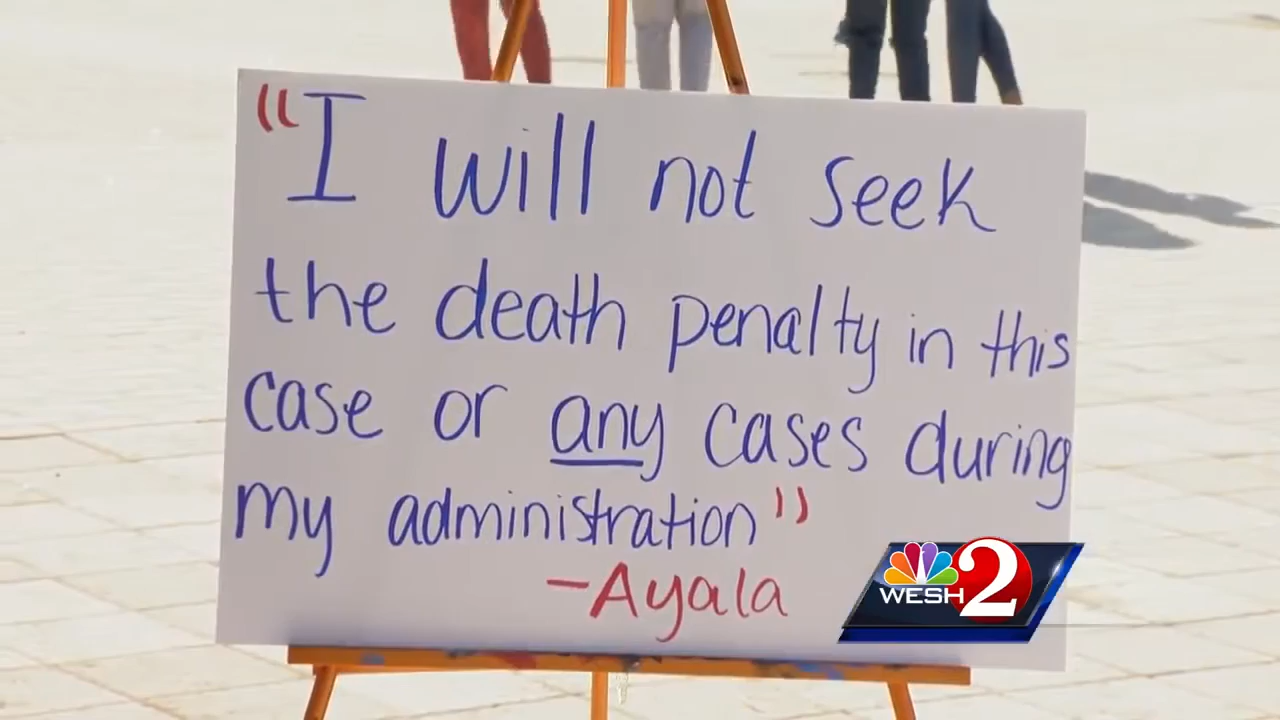 "I will not seek
the death penalty in this
case or any cases during
my administration"
-Ayala
WESH 2